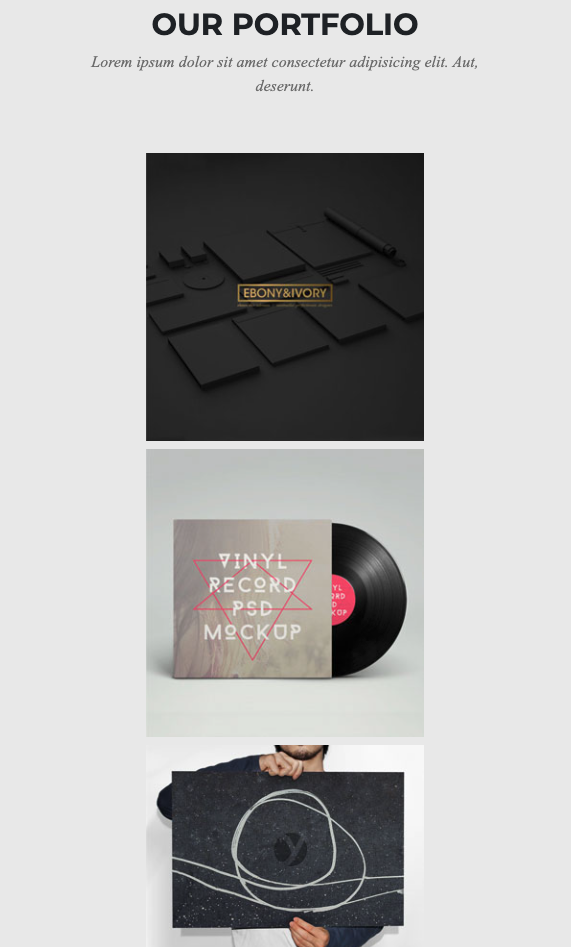 OUR PORTFOLIO
Lorem ipsum dolor sit amet consectetur adipisicing elit. Aut,
deserunt.
EBONY&IVORY
VINYL
RECORD
PSD
MOCKUP